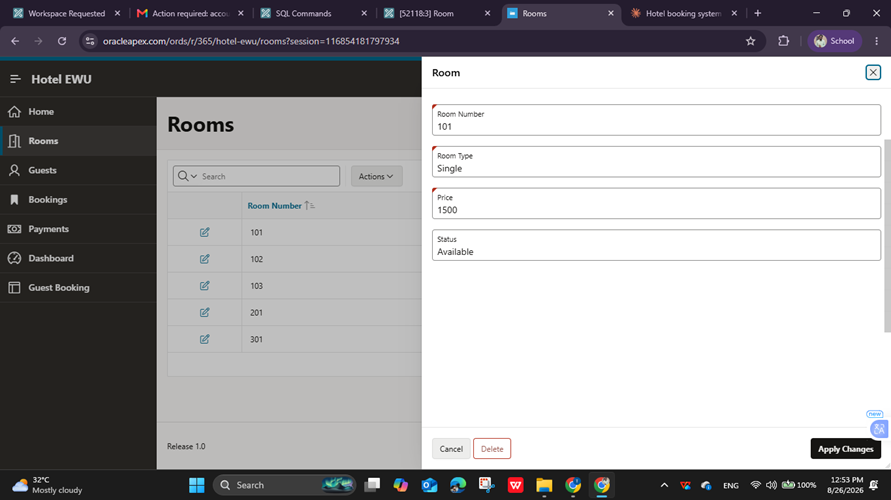 Workspace Requested
Action required: accou
SQL Commands
[52118:3] Room
Rooms
Hotel booking system
oracleapex.com/ords/r/365/hotel-ewu/rooms?session=116854181797934
School
Hotel EWU
Home
Rooms
Guests
Bookings
Payments
Dashboard
Guest Booking
Rooms
Search
Actions
Room Number
101
102
103
201
301
Release 1.0
Room
Room Number
101
Room Type
Single
Price
1500
Status
Available
new
Cancel
Delete
Apply Changes
32°C
Mostly cloudy
Search
ENG
100%
12:53 PM
8/26/2026